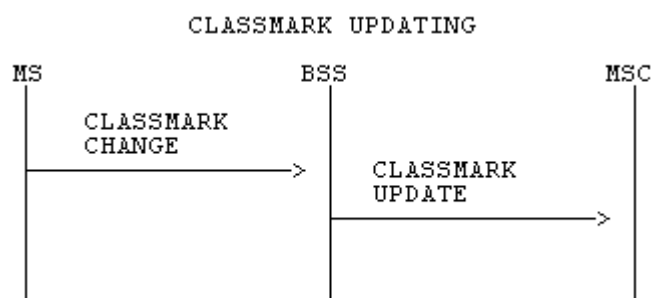 CLASSMARK UPDATING
MS BSS MSC
CLASSMARK
CHANGE
CLASSMARK
UPDATE